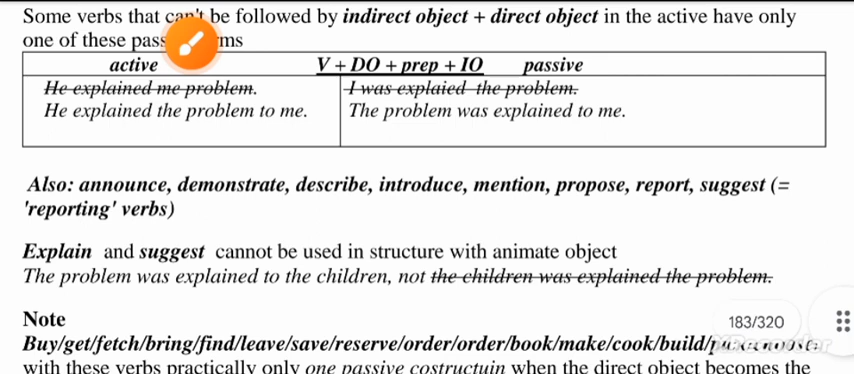 Some verbs that can't be followed by indirect object + direct object in the active have only
one of these pass ms
active V + DO + prep + IO passive
He explained me problem. I was explaied the problem.
He explained the problem to me. The problem was explained to me.
Also: announce, demonstrate, describe, introduce, mention, propose, report, suggest (=
'reporting' verbs)
Explain and suggest cannot be used in structure with animate object
The problem was explained to the children, not the children was explained the problem.
Note
183/320
Buy/get/fetch/bring/find/leave/save/reserve/order/order/book/make/cook/build/
with these verbs practically only one passive costructuin when the direct object becomes the